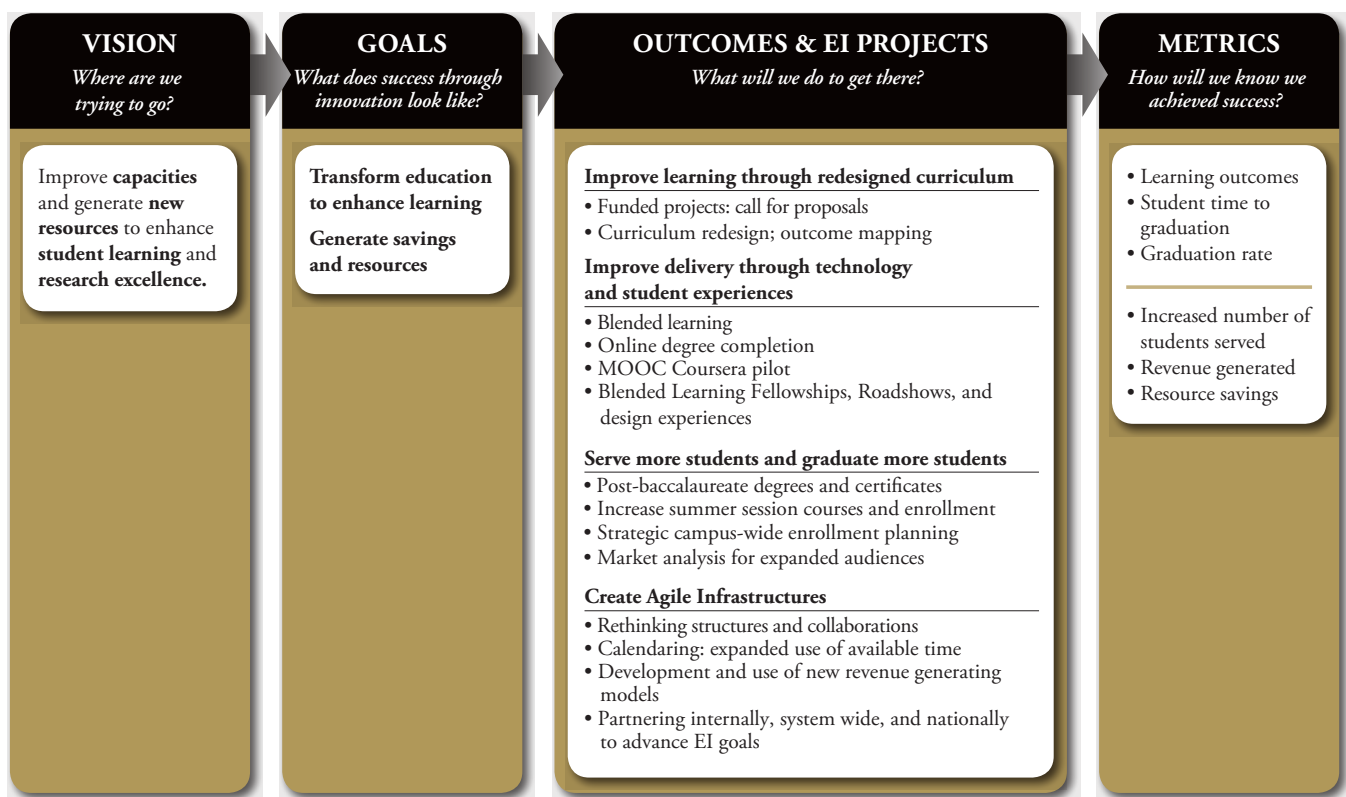 VISION
Where are we
trying to go?
Improve capacities
and generate new
resources to enhance
student learning and
research excellence.
GOALS
What does success through
innovation look like?
Transform education
to enhance learning
Generate savings
and resources
OUTCOMES & EI PROJECTS
What will we do to get there?
Improve learning through redesigned curriculum
• Funded projects: call for proposals
• Curriculum redesign; outcome mapping
Improve delivery through technology
and student experiences
• Blended learning
• Online degree completion
• MOOC Coursera pilot
• Blended Learning Fellowships, Roadshows, and
design experiences
Serve more students and graduate more students
• Post-baccalaureate degrees and certificates
• Increase summer session courses and enrollment
• Strategic campus-wide enrollment planning
• Market analysis for expanded audiences
Create Agile Infrastructures
• Rethinking structures and collaborations
• Calendaring: expanded use of available time
• Development and use of new revenue generating
models
• Partnering internally, system wide, and nationally
to advance EI goals
METRICS
How will we know we
achieved success?
• Learning outcomes
• Student time to
graduation
• Graduation rate
• Increased number of
students served
• Revenue generated
• Resource savings